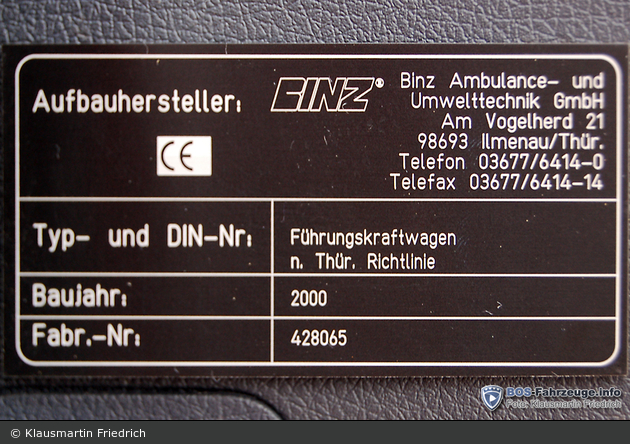 Aufbauhersteller:
CE
BINZ®
Binz Ambulance- und
Umwelttechnik GmbH
Am Vogelherd 21
98693 Ilmenau/Thür.
Telefon 03677/6414-0
Telefax 03677/6414-14
Typ- und DIN-Nr: Führungskraftwagen
n. Thür. Richtlinie
Baujahr: 2000
Fabr.-Nr: 428065
BOS-Fahrzeuge.info
Foto: Klausmartin Friedrich
© Klausmartin Friedrich